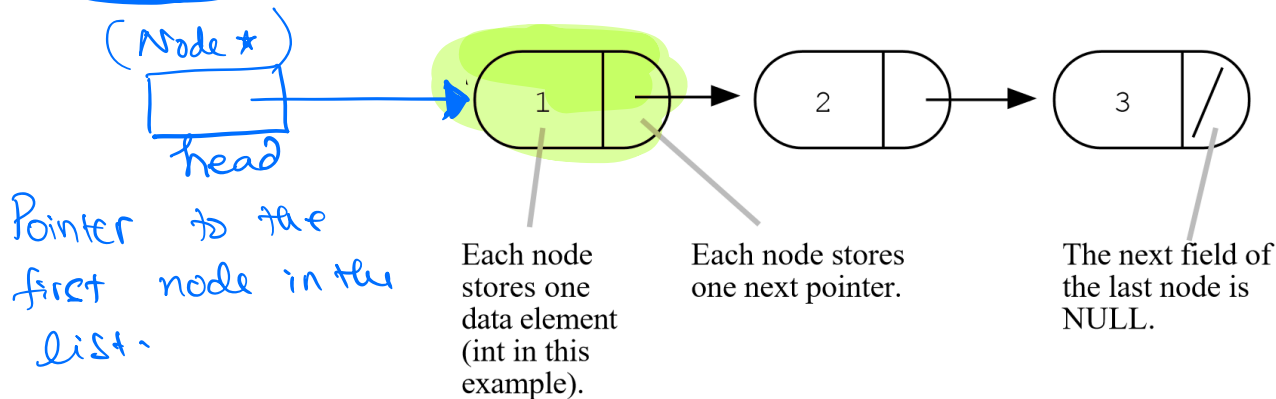 (Node *)
head
Pointer to the
first node in the
list.
1
2
3
Each node
stores one
data element
(int in this
example).
Each node stores
one next pointer.
The next field of
the last node is
NULL.